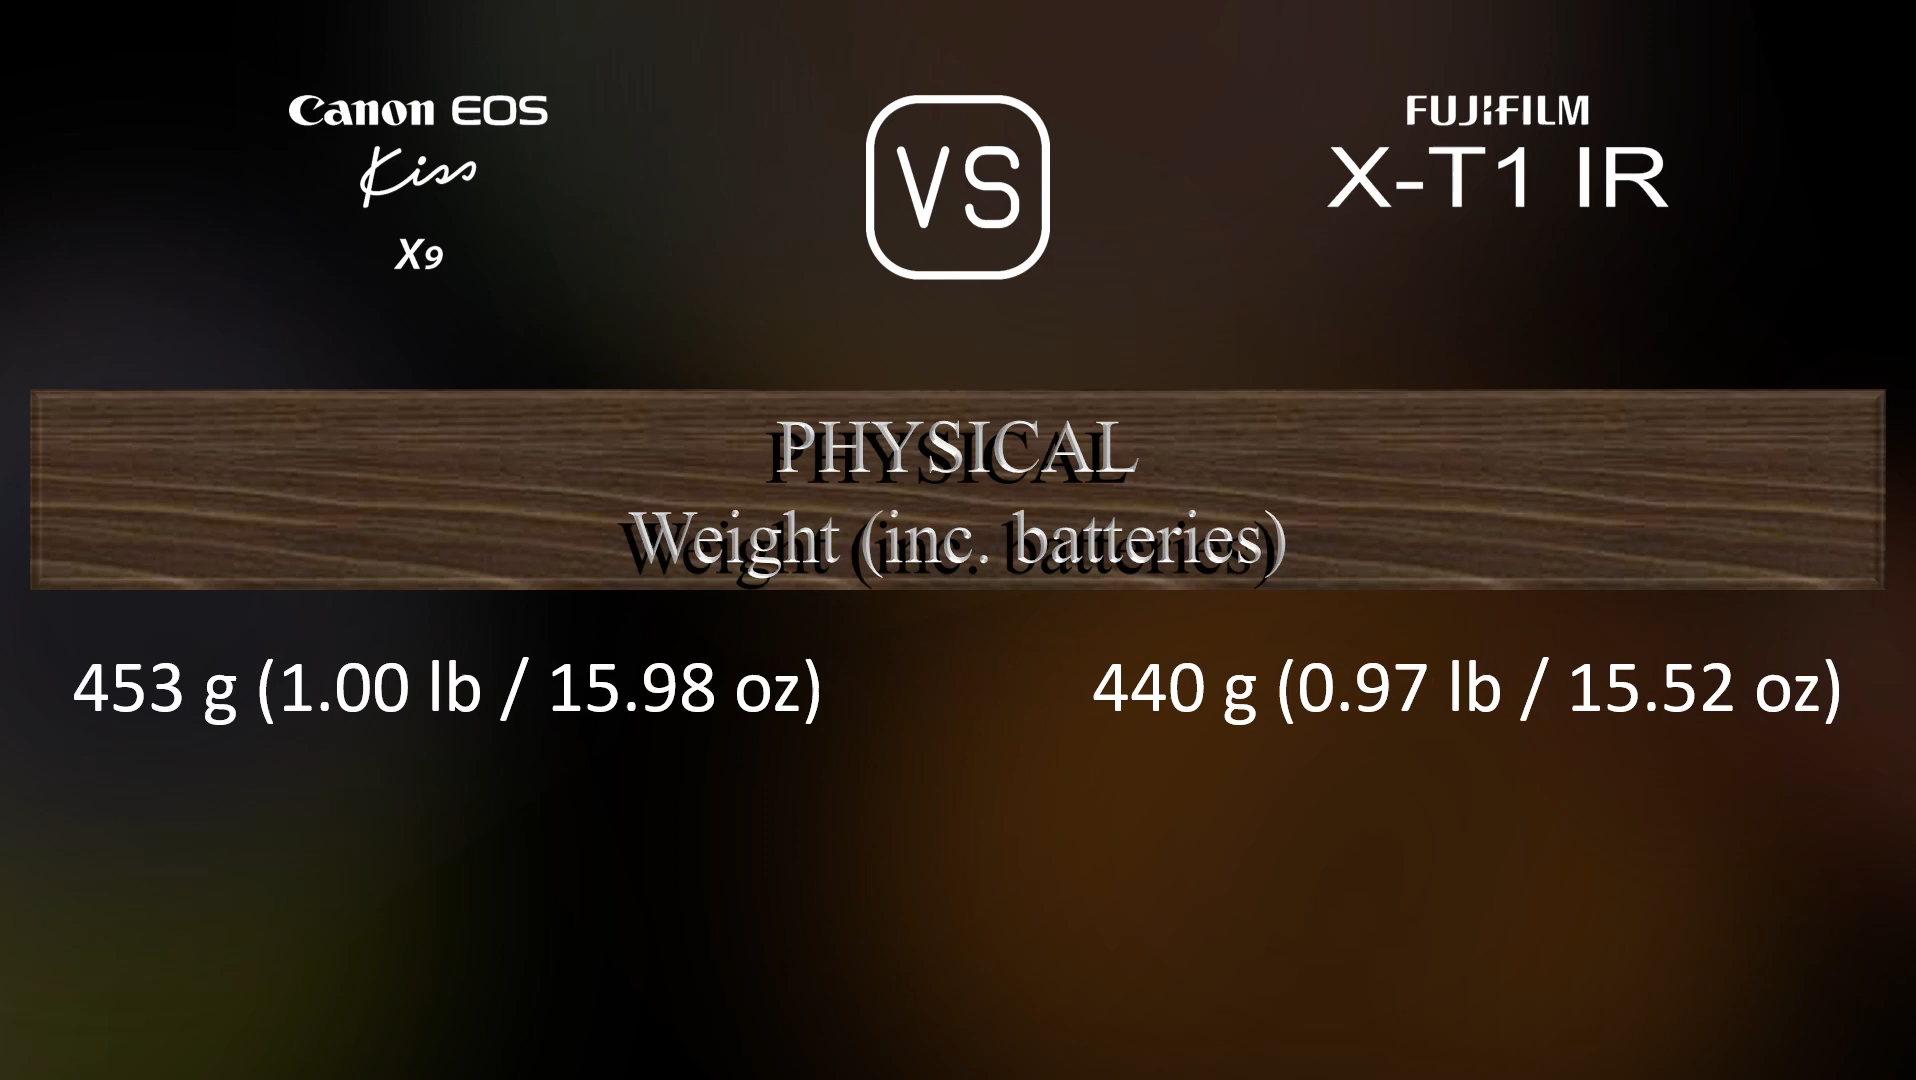 Canon EOS
Kiss
X9
VS
FUJIFILM
X-T1 IR
PHYSICAL
Weight (inc. batteries)
453 g (1.00 lb / 15.98 oz)
440 g (0.97 lb / 15.52 oz)